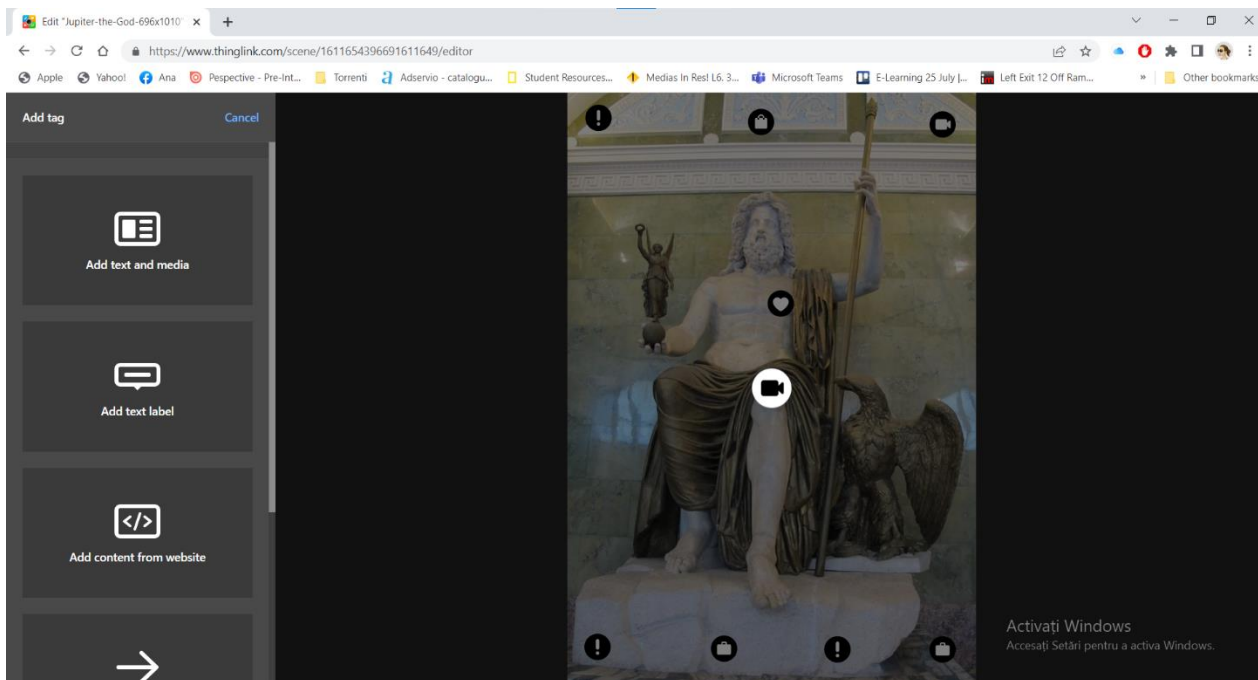 Edit "Jupiter-the-God-696x1010"
https://www.thinglink.com/scene/1611654396691611649/editor
Apple Yahoo! Ana Pespective - Pre-Int... Torrenti Adservio - catalogu... Student Resources... Medias In Res! L6. 3... Microsoft Teams E-Learning 25 July |... Left Exit 12 Off Ram... » Other bookmarks
Add tag Cancel
Add text and media
Add text label
</>
Add content from website
Activați Windows
Accesați Setări pentru a activa Windows.